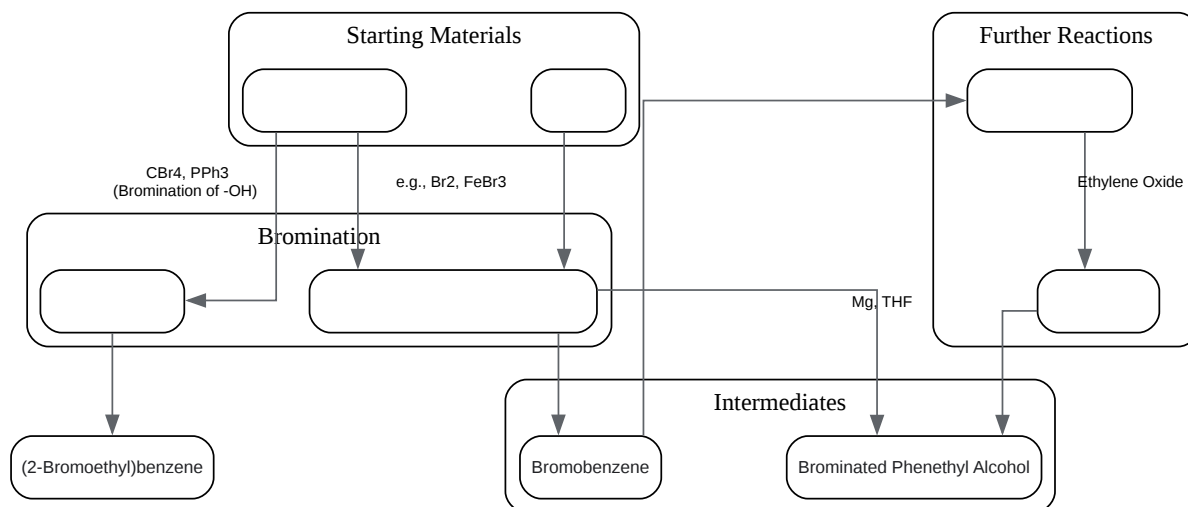 Starting Materials
Further Reactions
CBr4, PPh3
(Bromination of -OH)
e.g., Br2, FeBr3
Ethylene Oxide
Bromination
Mg, THF
Intermediates
(2-Bromoethyl)benzene
Bromobenzene
Brominated Phenethyl Alcohol